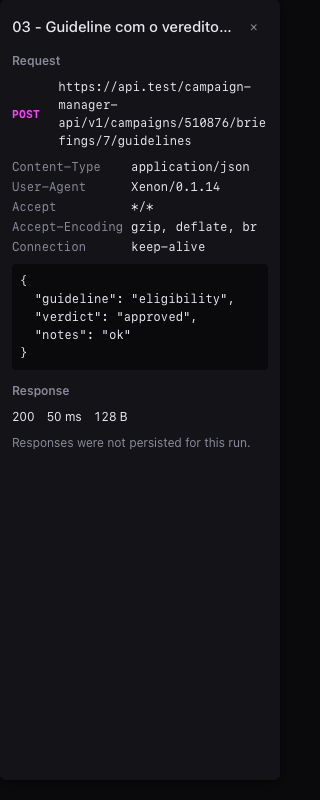 03 - Guideline com o veredito... ×
Request
POST https://api.test/campaign-
manager-
api/v1/campaigns/510876/brie
fings/7/guidelines
Content-Type application/json
User-Agent Xenon/0.1.14
Accept */*
Accept-Encoding gzip, deflate, br
Connection keep-alive
{
  "guideline": "eligibility",
  "verdict": "approved",
  "notes": "ok"
}
Response
200 50 ms 128 B
Responses were not persisted for this run.